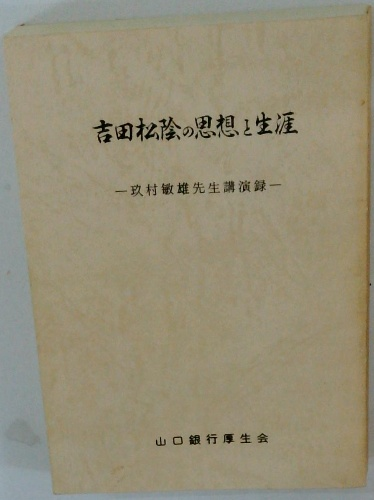 吉田松陰の思想と生涯
―玖村敏雄先生講演録―
山口銀行厚生会